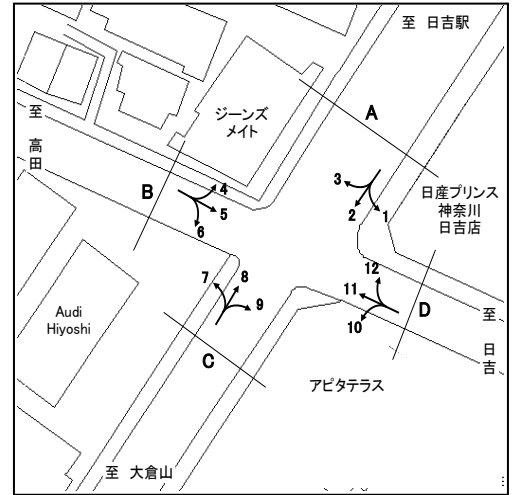 至 日吉駅
ジーンズ
メイト
A
至
高
田
日産プリンス
神奈川
日吉店
3
2
1
B
4
5
6
12
11
10
D
7
8
9
至
日
吉
Audi
Hiyoshi
C
アピタテラス
至 大倉山